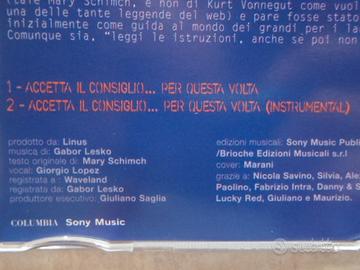 (tale Mary Schimch, e non di Kurt Vonnegut come vuole
una delle tante leggende del web) e pare fosse stato
inizialmente come guida al mondo dei grandi per i
Comunque sia, "leggi le istruzioni, anche se poi non
1 - ACCETTA IL CONSIGLIO... PER QUESTA VOLTA
2 - ACCETTA IL CONSIGLIO... PER QUESTA VOLTA (INSTRUMENTAL)
prodotto da: Linus
musica di: Gabor Lesko
testo originale di : Mary Schimch
vocal: Giorgio Lopez
registrata a : Waveland
registrata da: Gabor Lesko
produttore esecutivo: Giuliano Saglia
COLUMBIA Sony Music
edizioni musicali: Sony Music Publi
/Brioche Edizioni Musicali s.r.l
cover: Marani
grazie a: Nicola Savino, Silvia, Ale
Paolino, Fabrizio Intra, Danny & S
Lucky Red, Giuliano e Maurizio.
subito